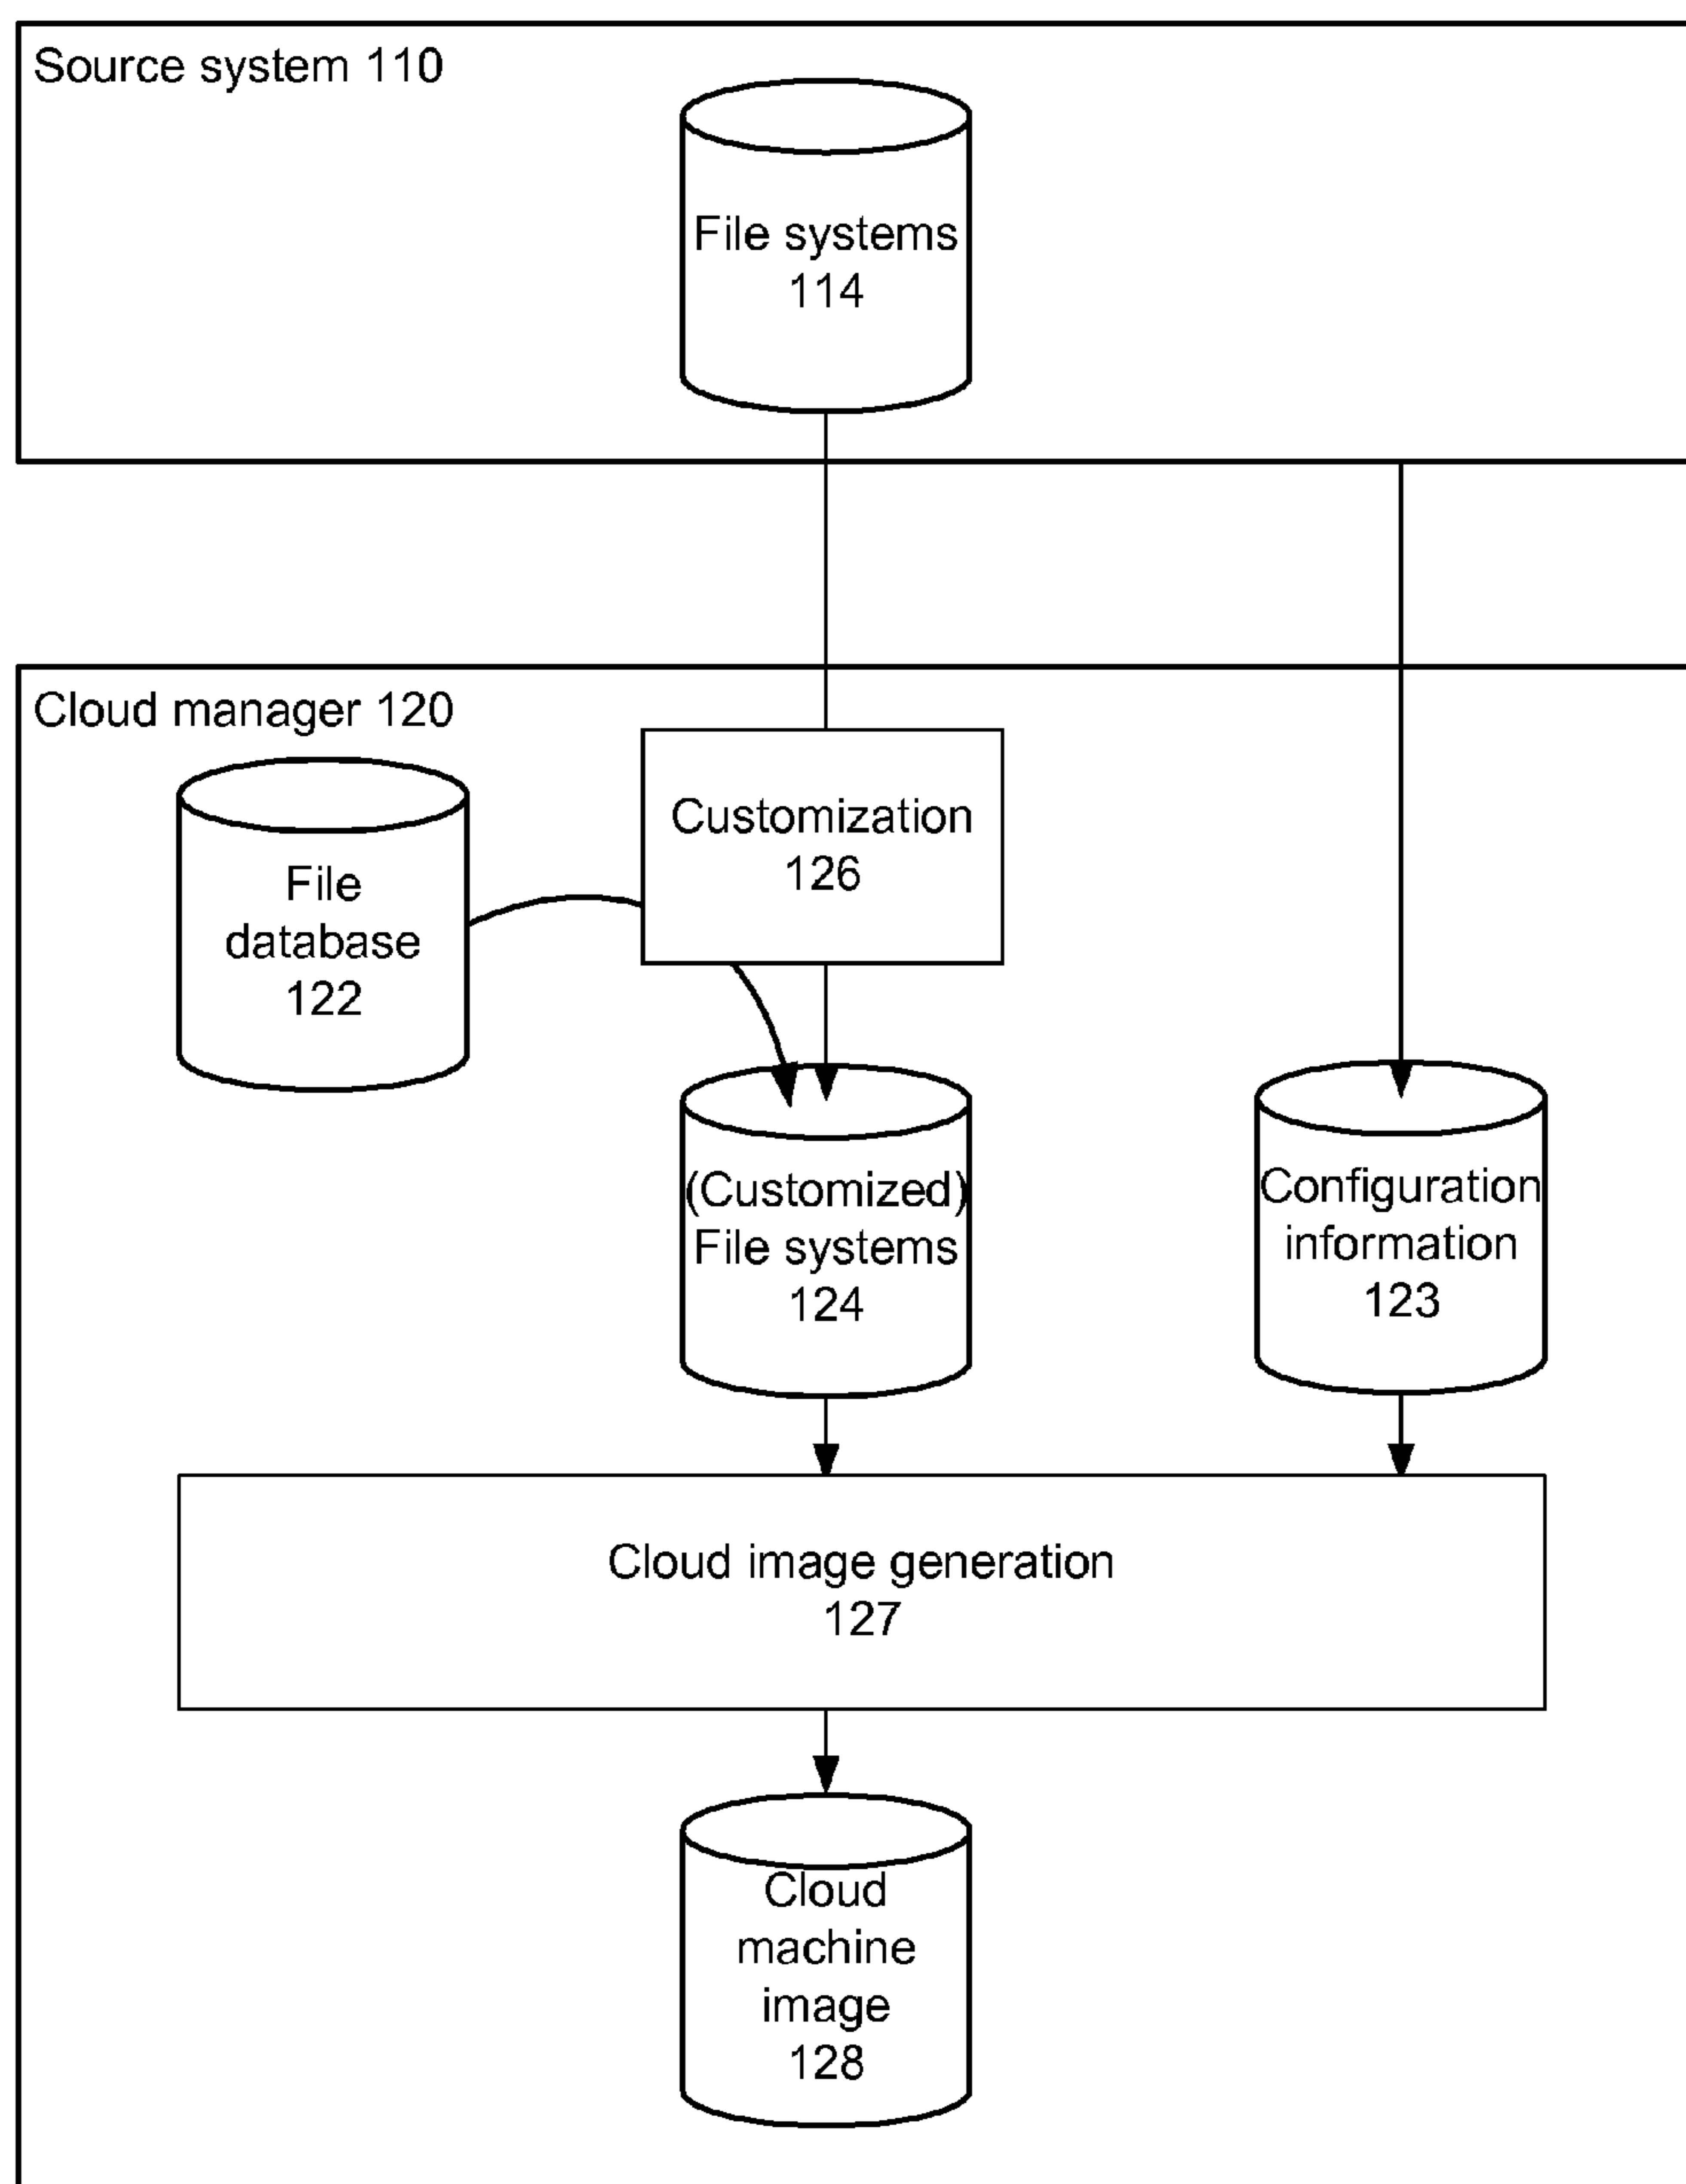 Source system 110
File systems
114
Cloud manager 120
Customization
126
File
database
122
(Customized)
File systems
124
Configuration
information
123
Cloud image generation
127
Cloud
machine
image
128